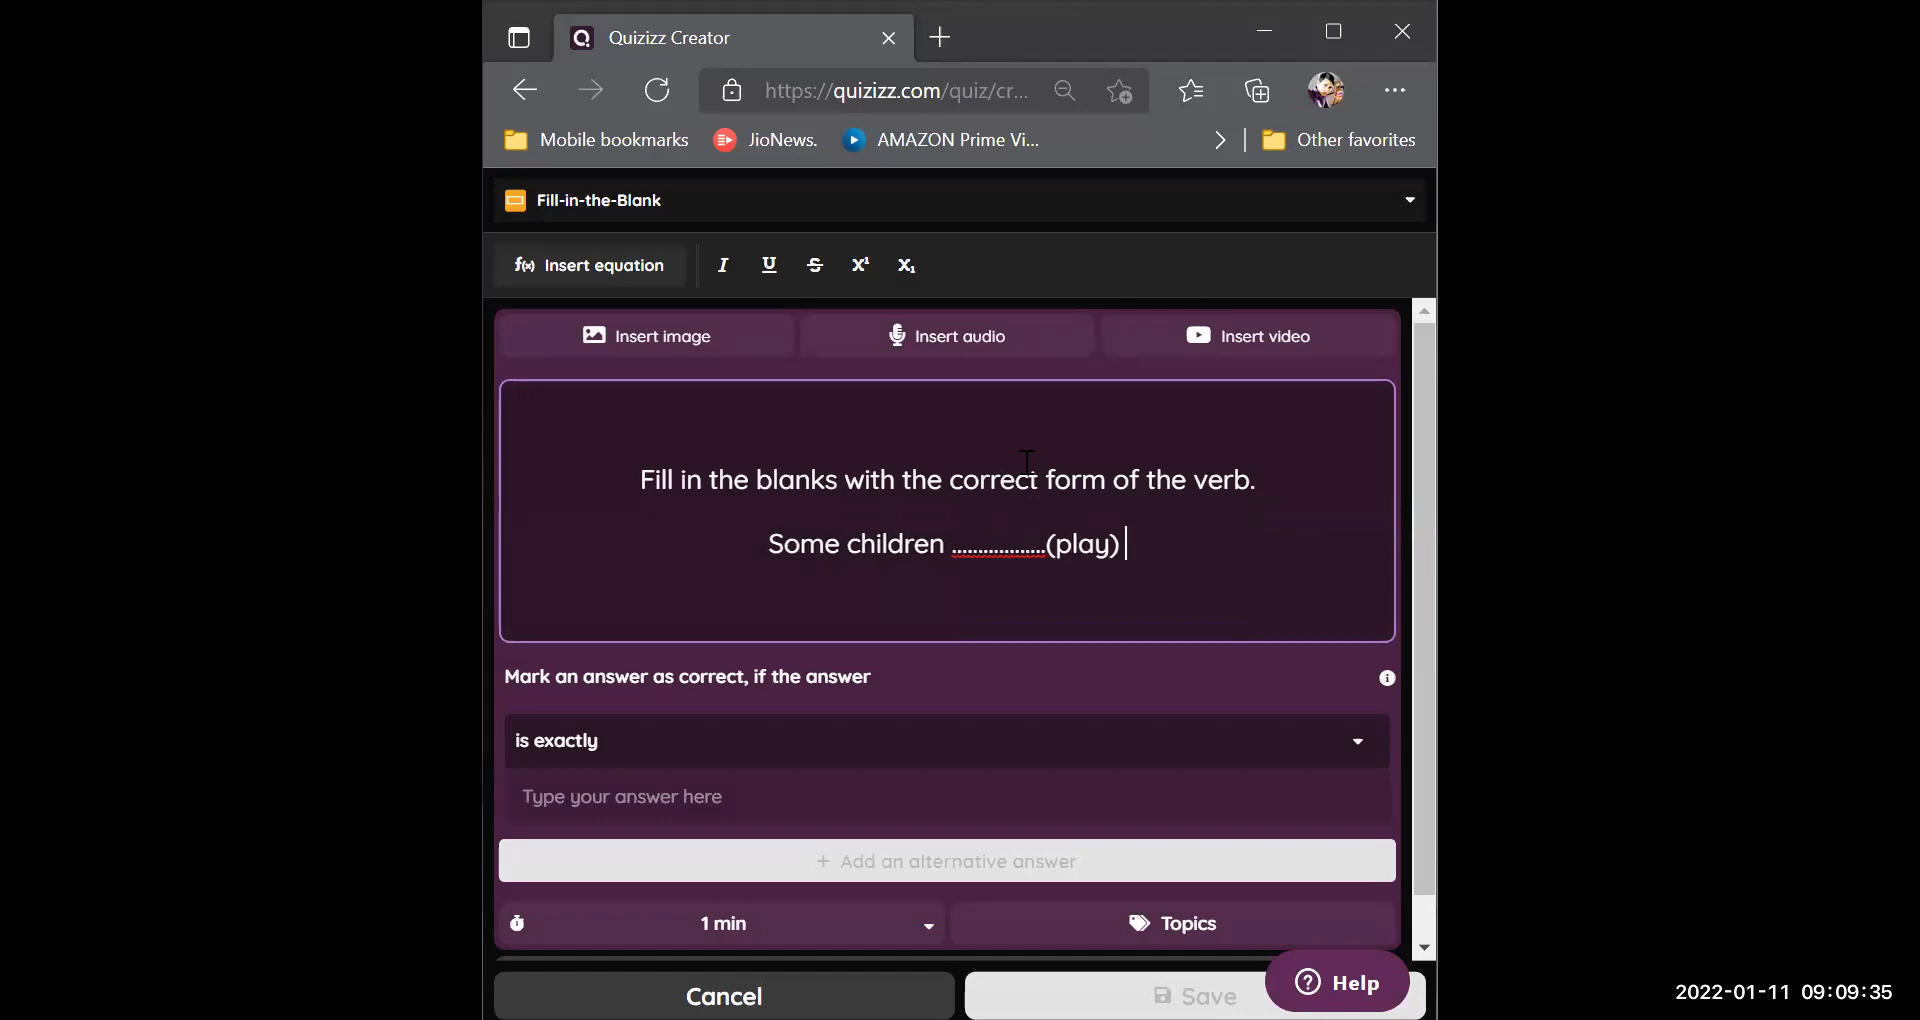 Quizizz Creator
https://quizizz.com/quiz/cr...
Mobile bookmarks JioNews. AMAZON Prime Vi... Other favorites
Fill-in-the-Blank
f(x) Insert equation I U S X¹ X₁
Insert image Insert audio Insert video
Fill in the blanks with the correct form of the verb.
Some children ..................(play)
Mark an answer as correct, if the answer
is exactly
Type your answer here
+ Add an alternative answer
1 min Topics
Cancel Save Help
2022-01-11 09:09:35